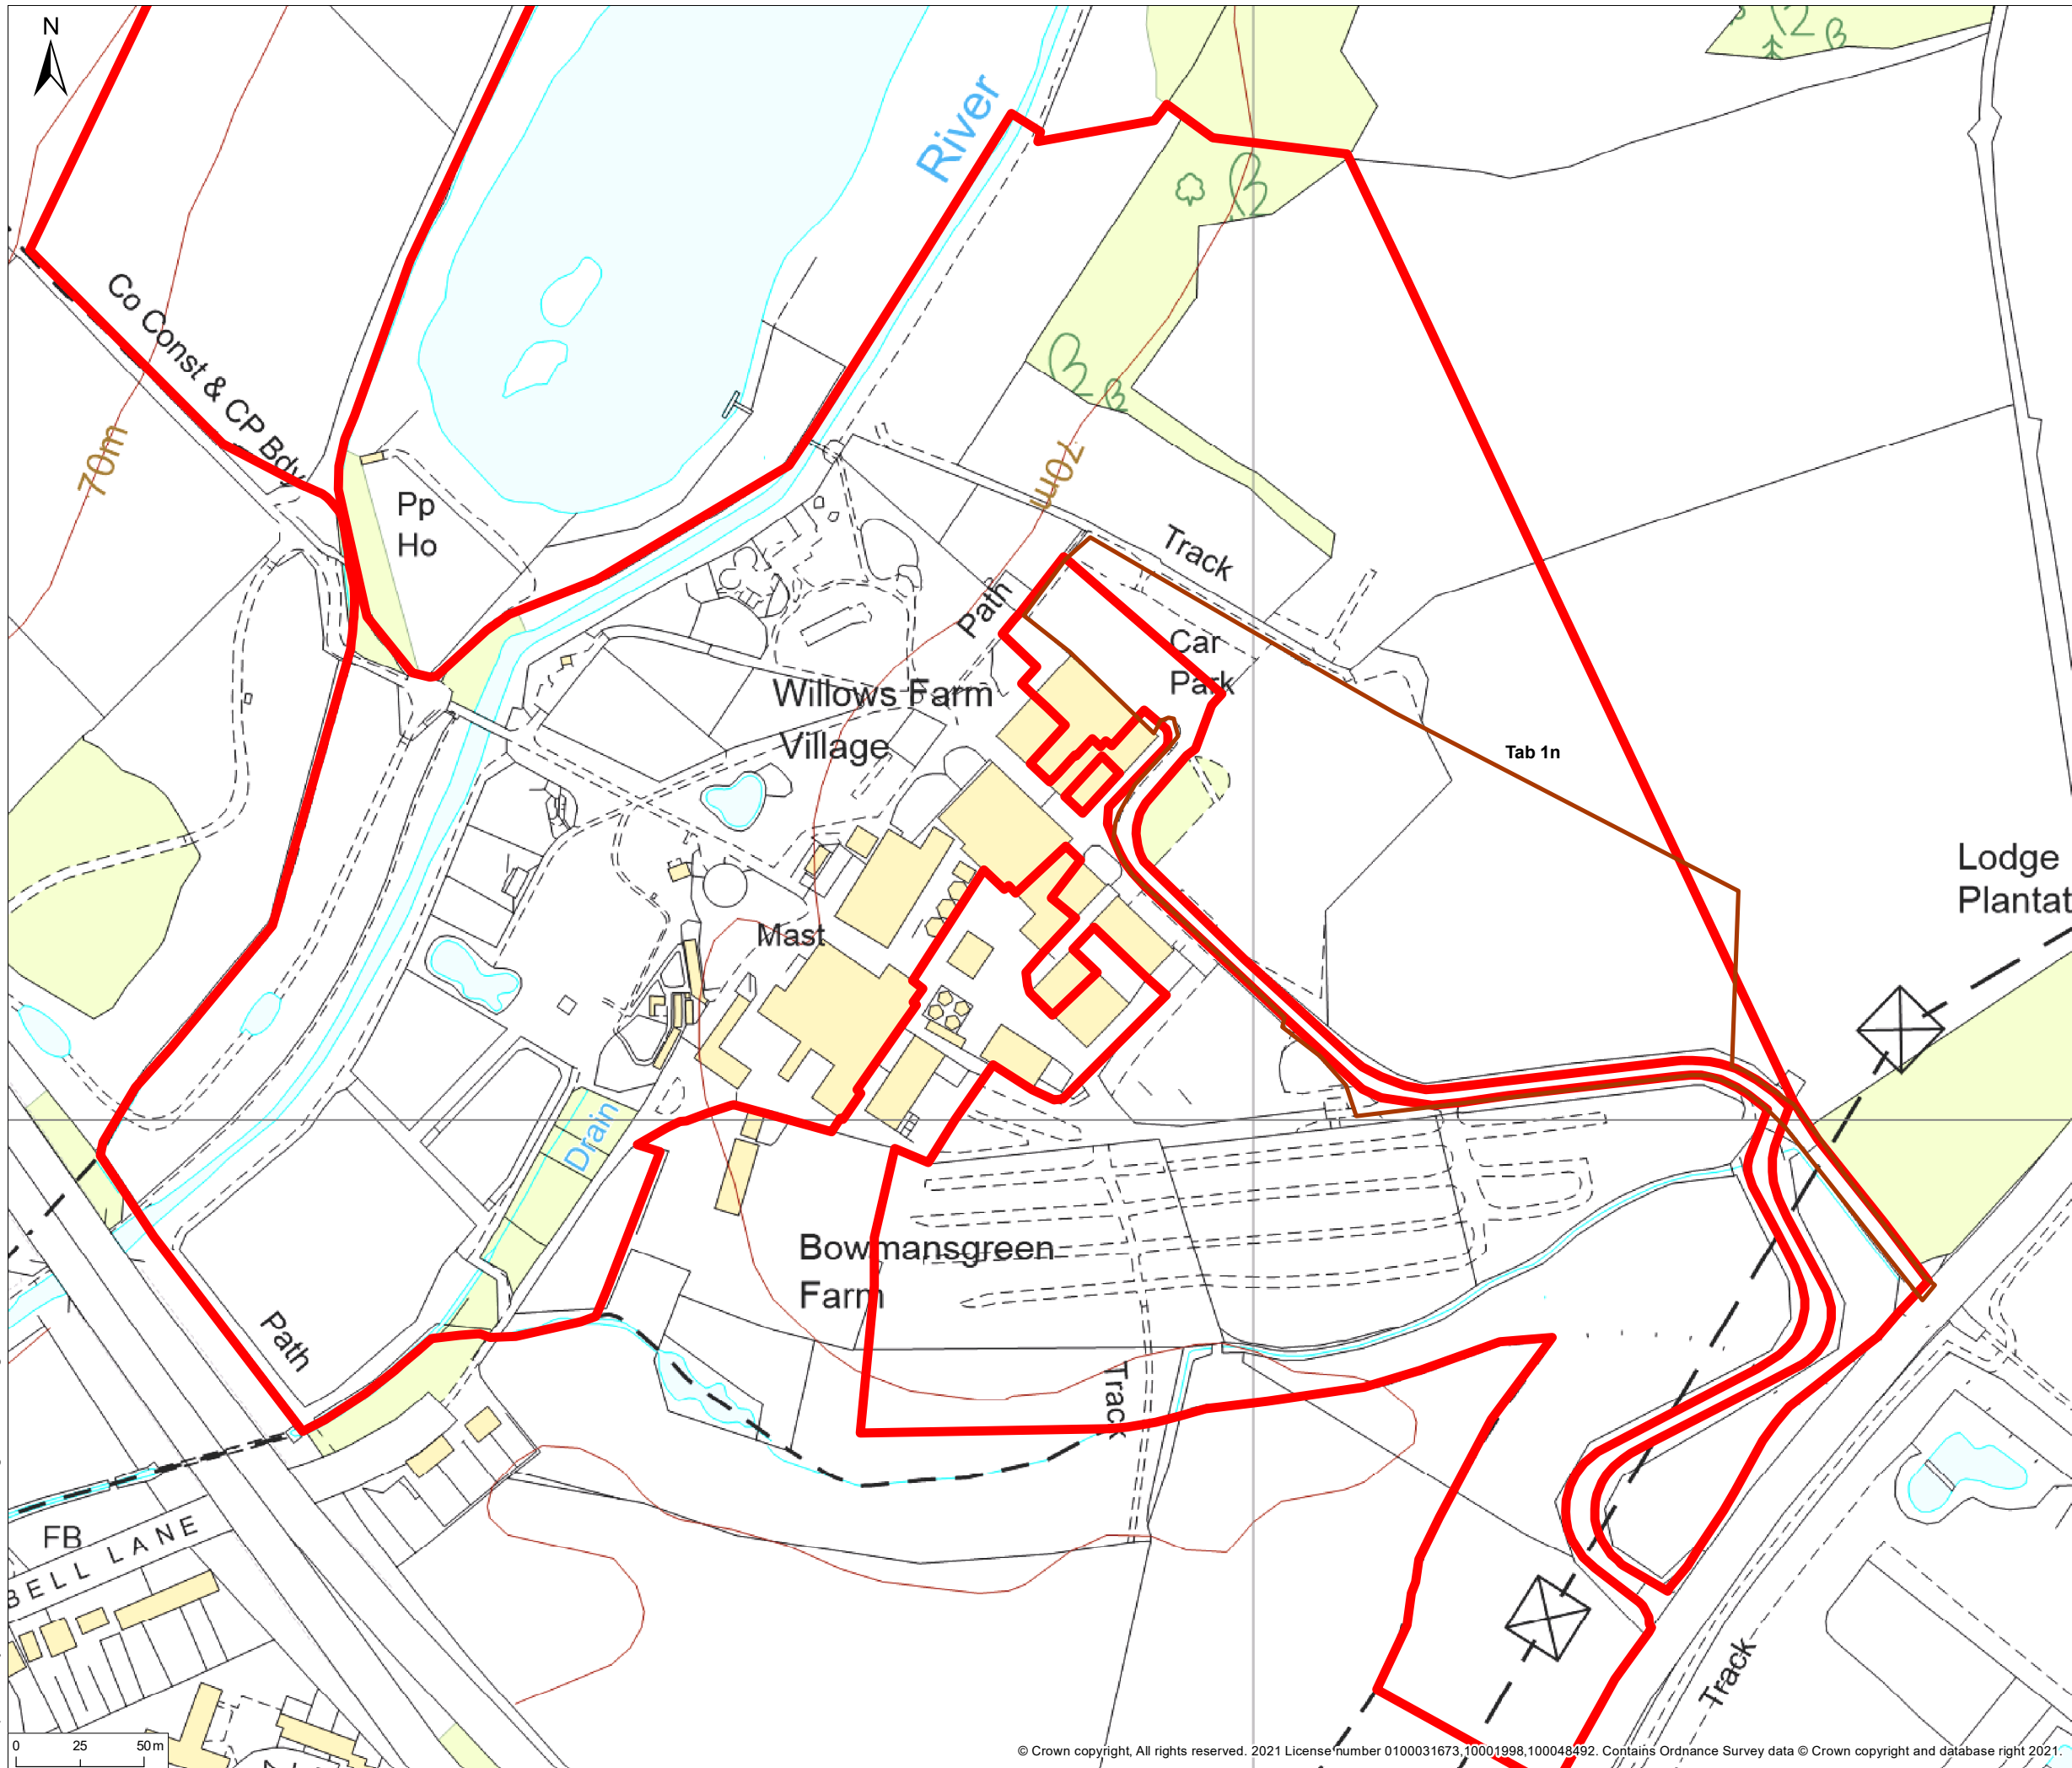 N
River
Co Const & CP Bdy
70m
70m
Pp
Ho
Track
Path
Car
Park
Willows Farm
Village
Tab 1n
Lodge
Plantat
Mast
Drain
Bowmansgreen
Farm
Path
Track
FB
BELL LANE
Track
0 25 50m
© Crown copyright, All rights reserved. 2021 License number 0100031673,10001998,100048492. Contains Ordnance Survey data © Crown copyright and database right 2021.